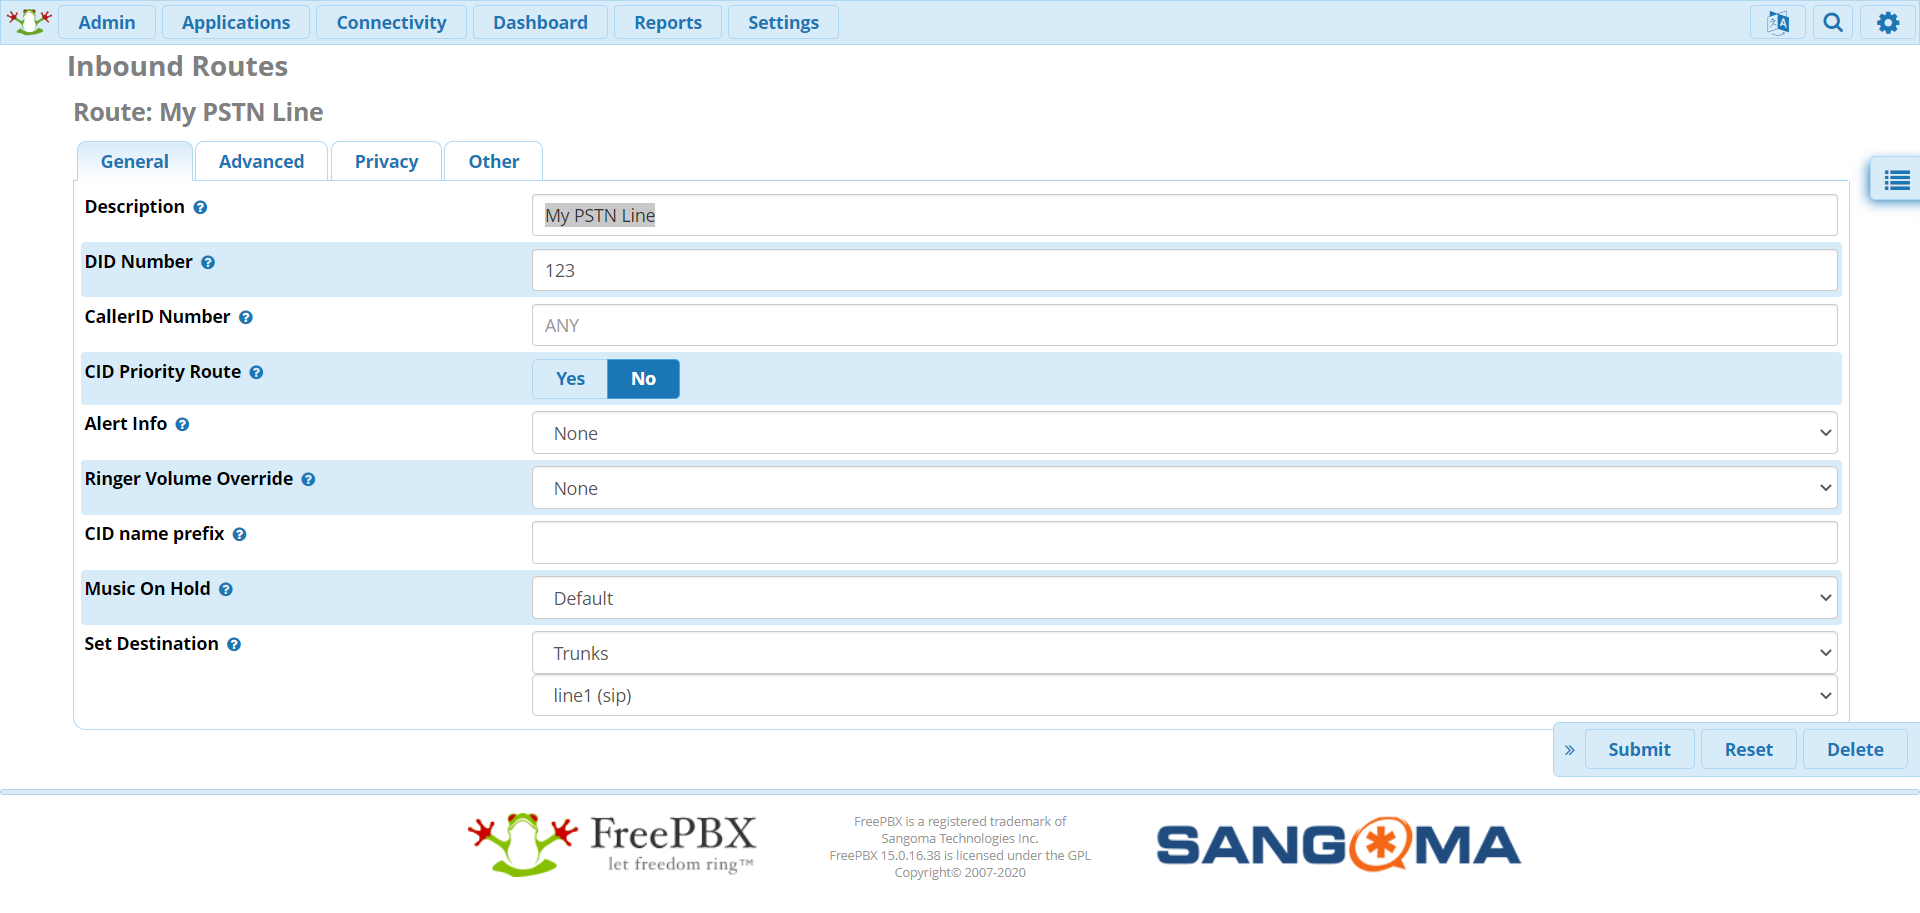 Admin Applications Connectivity Dashboard Reports Settings
Inbound Routes
Route: My PSTN Line
General Advanced Privacy Other
Description
My PSTN Line
DID Number
123
CallerID Number
ANY
CID Priority Route
Yes No
Alert Info
None
Ringer Volume Override
None
CID name prefix
Music On Hold
Default
Set Destination
Trunks
line1 (sip)
» Submit Reset Delete
FreePBX
let freedom ring™
FreePBX is a registered trademark of
Sangoma Technologies Inc.
FreePBX 15.0.16.38 is licensed under the GPL
Copyright© 2007-2020
SANGOMA